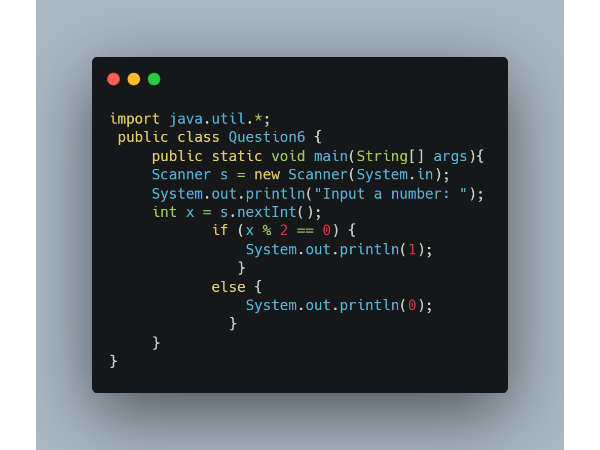 import java.util.*;
 public class Question6 {
     public static void main(String[] args){
     Scanner s = new Scanner(System.in);
     System.out.println("Input a number: ");
     int x = s.nextInt();
            if (x % 2 == 0) {
                System.out.println(1);
               }
            else {
                System.out.println(0);
              }
     }
}